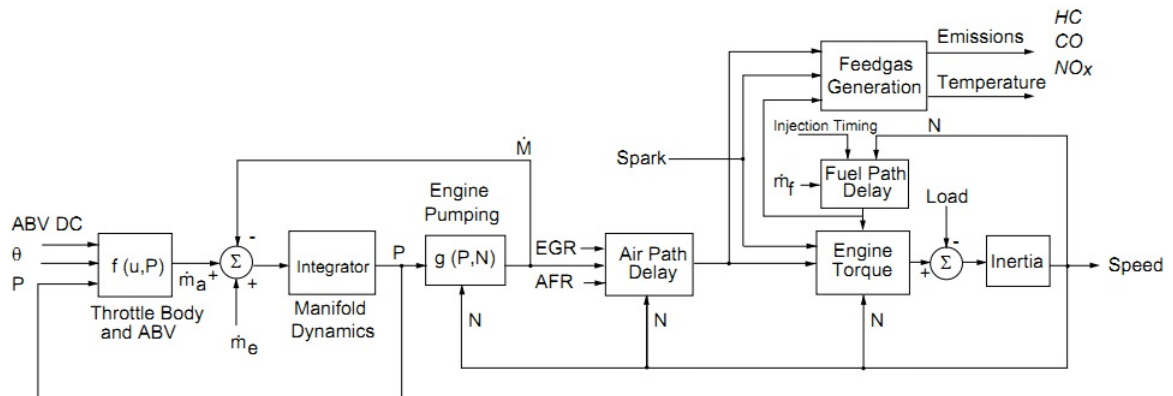 HC
Emissions
CO
Feedgas
Generation
NOx
Temperature
Injection Timing
N
Ṁ
Spark
ṁf
Fuel Path
Delay
Engine
Pumping
Load
ABV DC
-
θ
f (u,P)
Σ
Integrator
P
g (P,N)
EGR
Air Path
Delay
Engine
Torque
-
Σ
Inertia
Speed
P
ṁa
+
+
AFR
+
Throttle Body
and ABV
Manifold
Dynamics
N
N
N
ṁe